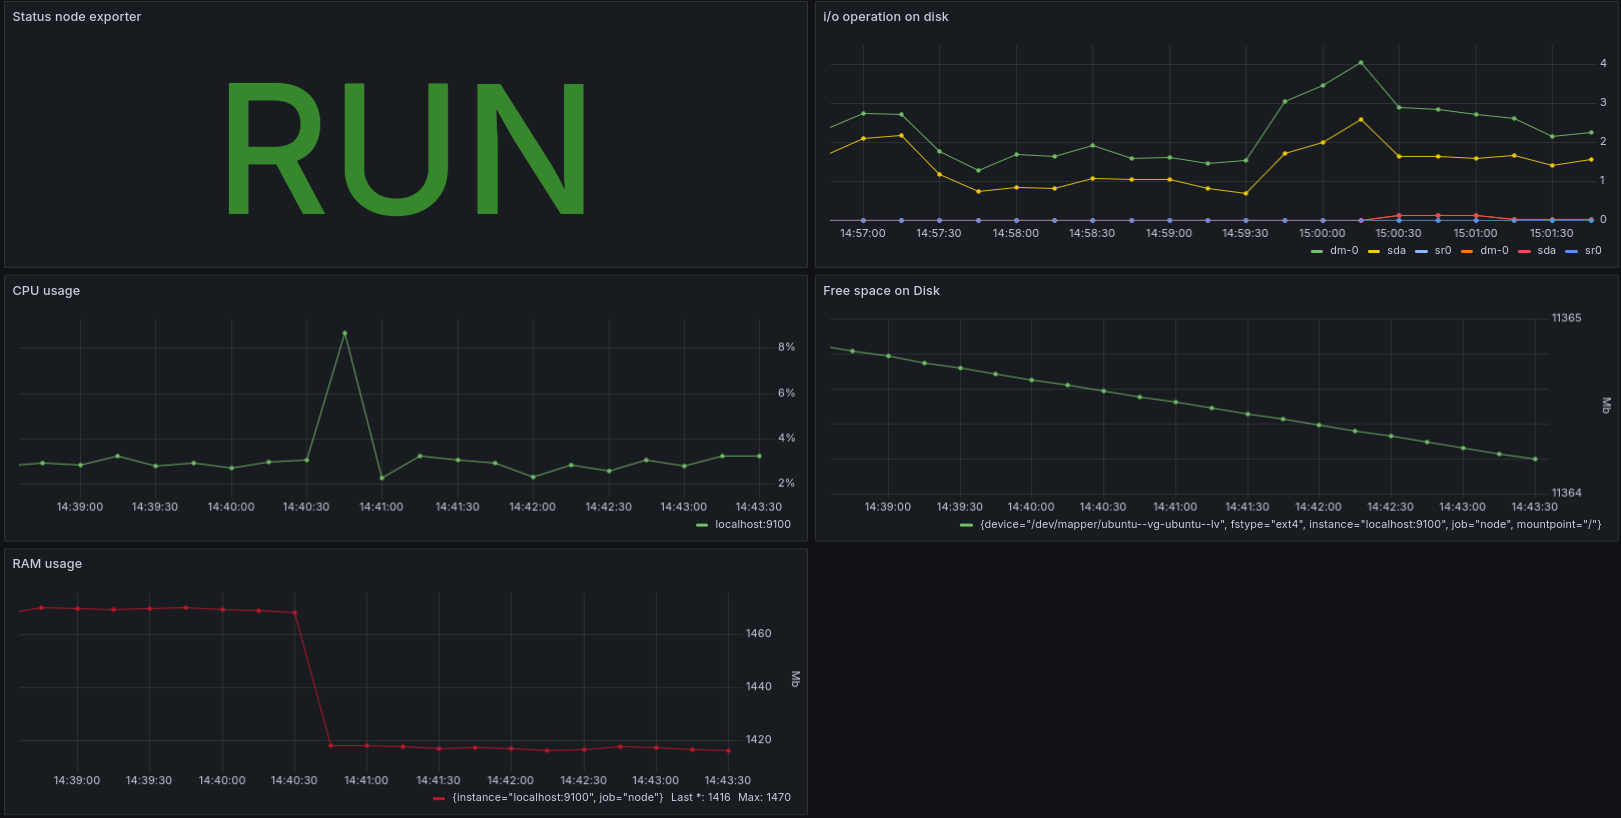 Status node exporter
RUN
i/o operation on disk
4
3
2
1
0
14:57:00 14:57:30 14:58:00 14:58:30 14:59:00 14:59:30 15:00:00 15:00:30 15:01:00 15:01:30
dm-0 sda sr0 dm-0 sda sr0
CPU usage
8%
6%
4%
2%
14:39:00 14:39:30 14:40:00 14:40:30 14:41:00 14:41:30 14:42:00 14:42:30 14:43:00 14:43:30
localhost:9100
Free space on Disk
11365
Mb
11364
14:39:00 14:39:30 14:40:00 14:40:30 14:41:00 14:41:30 14:42:00 14:42:30 14:43:00 14:43:30
{device="/dev/mapper/ubuntu--vg-ubuntu--lv", fstype="ext4", instance="localhost:9100", job="node", mountpoint="/"}
RAM usage
1460
1440
Mb
1420
14:39:00 14:39:30 14:40:00 14:40:30 14:41:00 14:41:30 14:42:00 14:42:30 14:43:00 14:43:30
{instance="localhost:9100", job="node"} Last *: 1416 Max: 1470